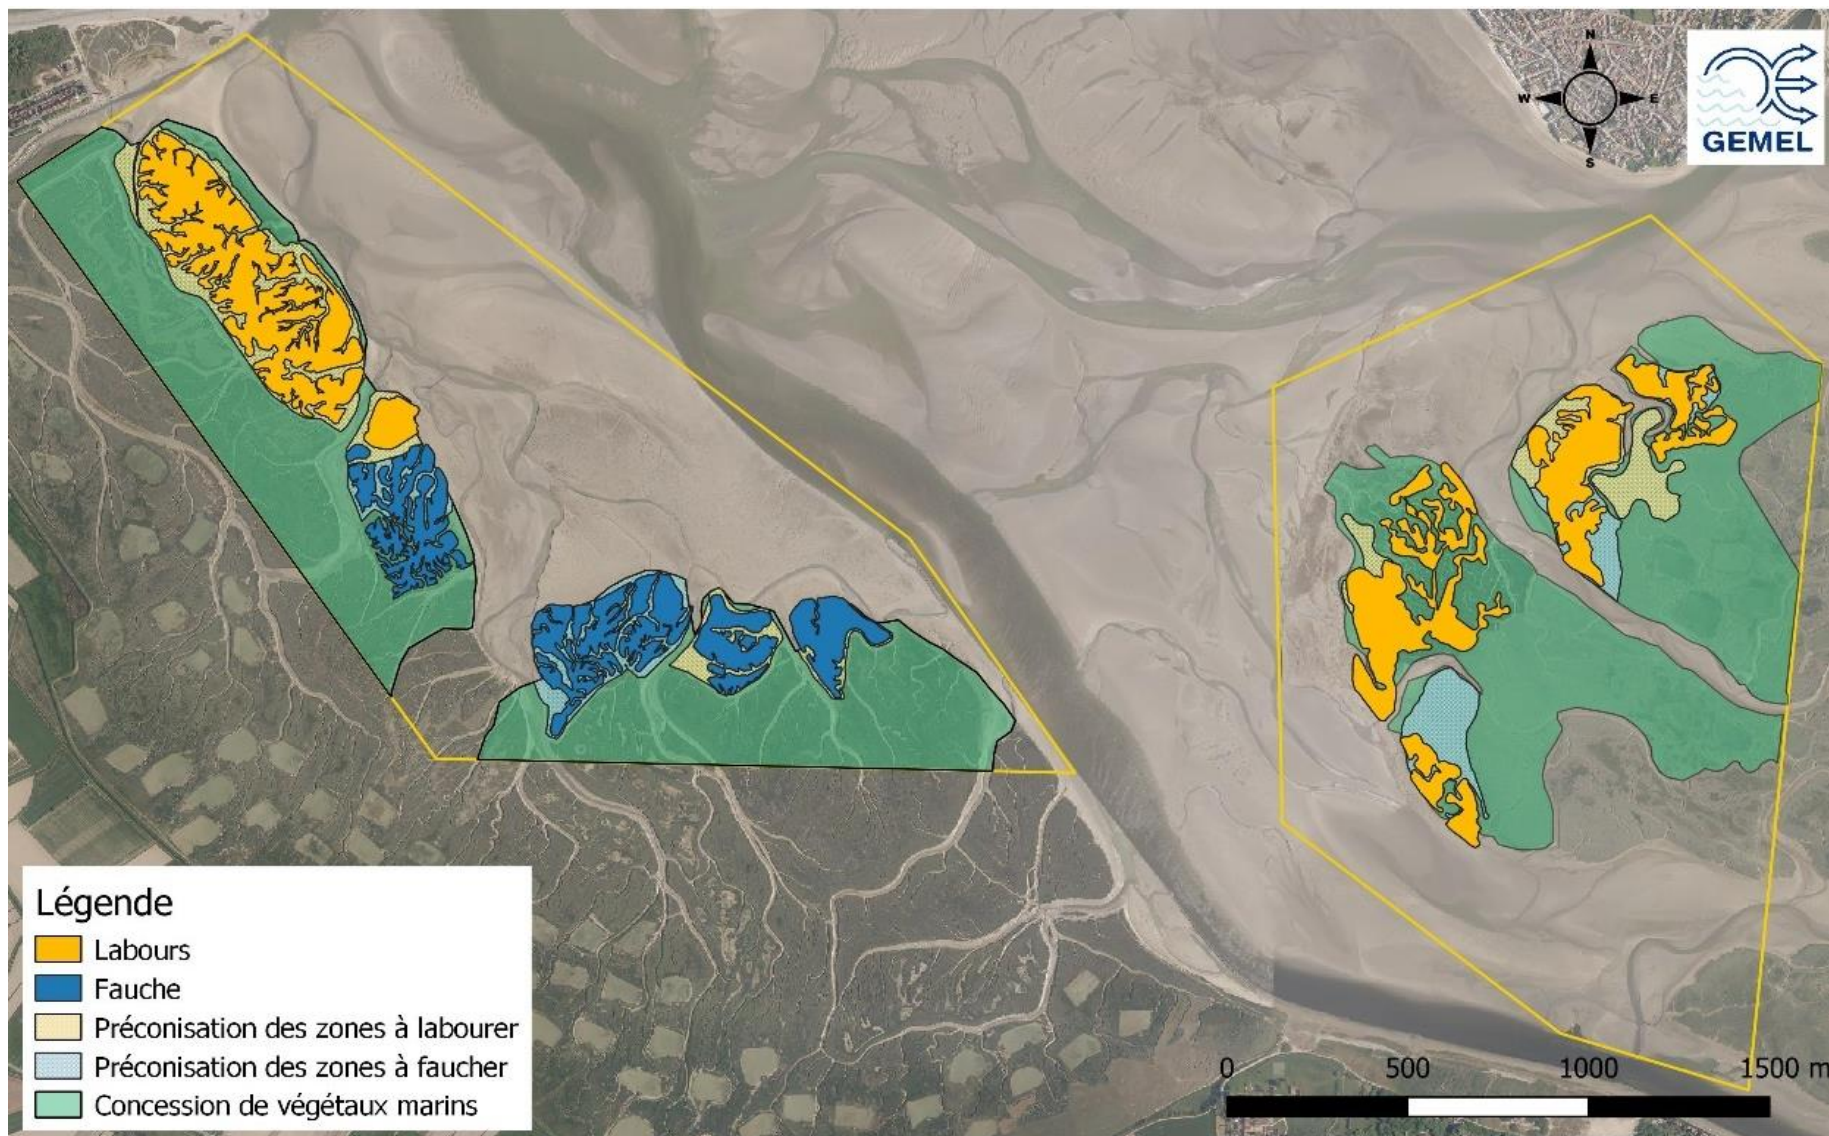 N
W E
S
GEMEL
Légende
Labours
Fauche
Préconisation des zones à labourer
Préconisation des zones à faucher
Concession de végétaux marins
0 500 1000 1500 m